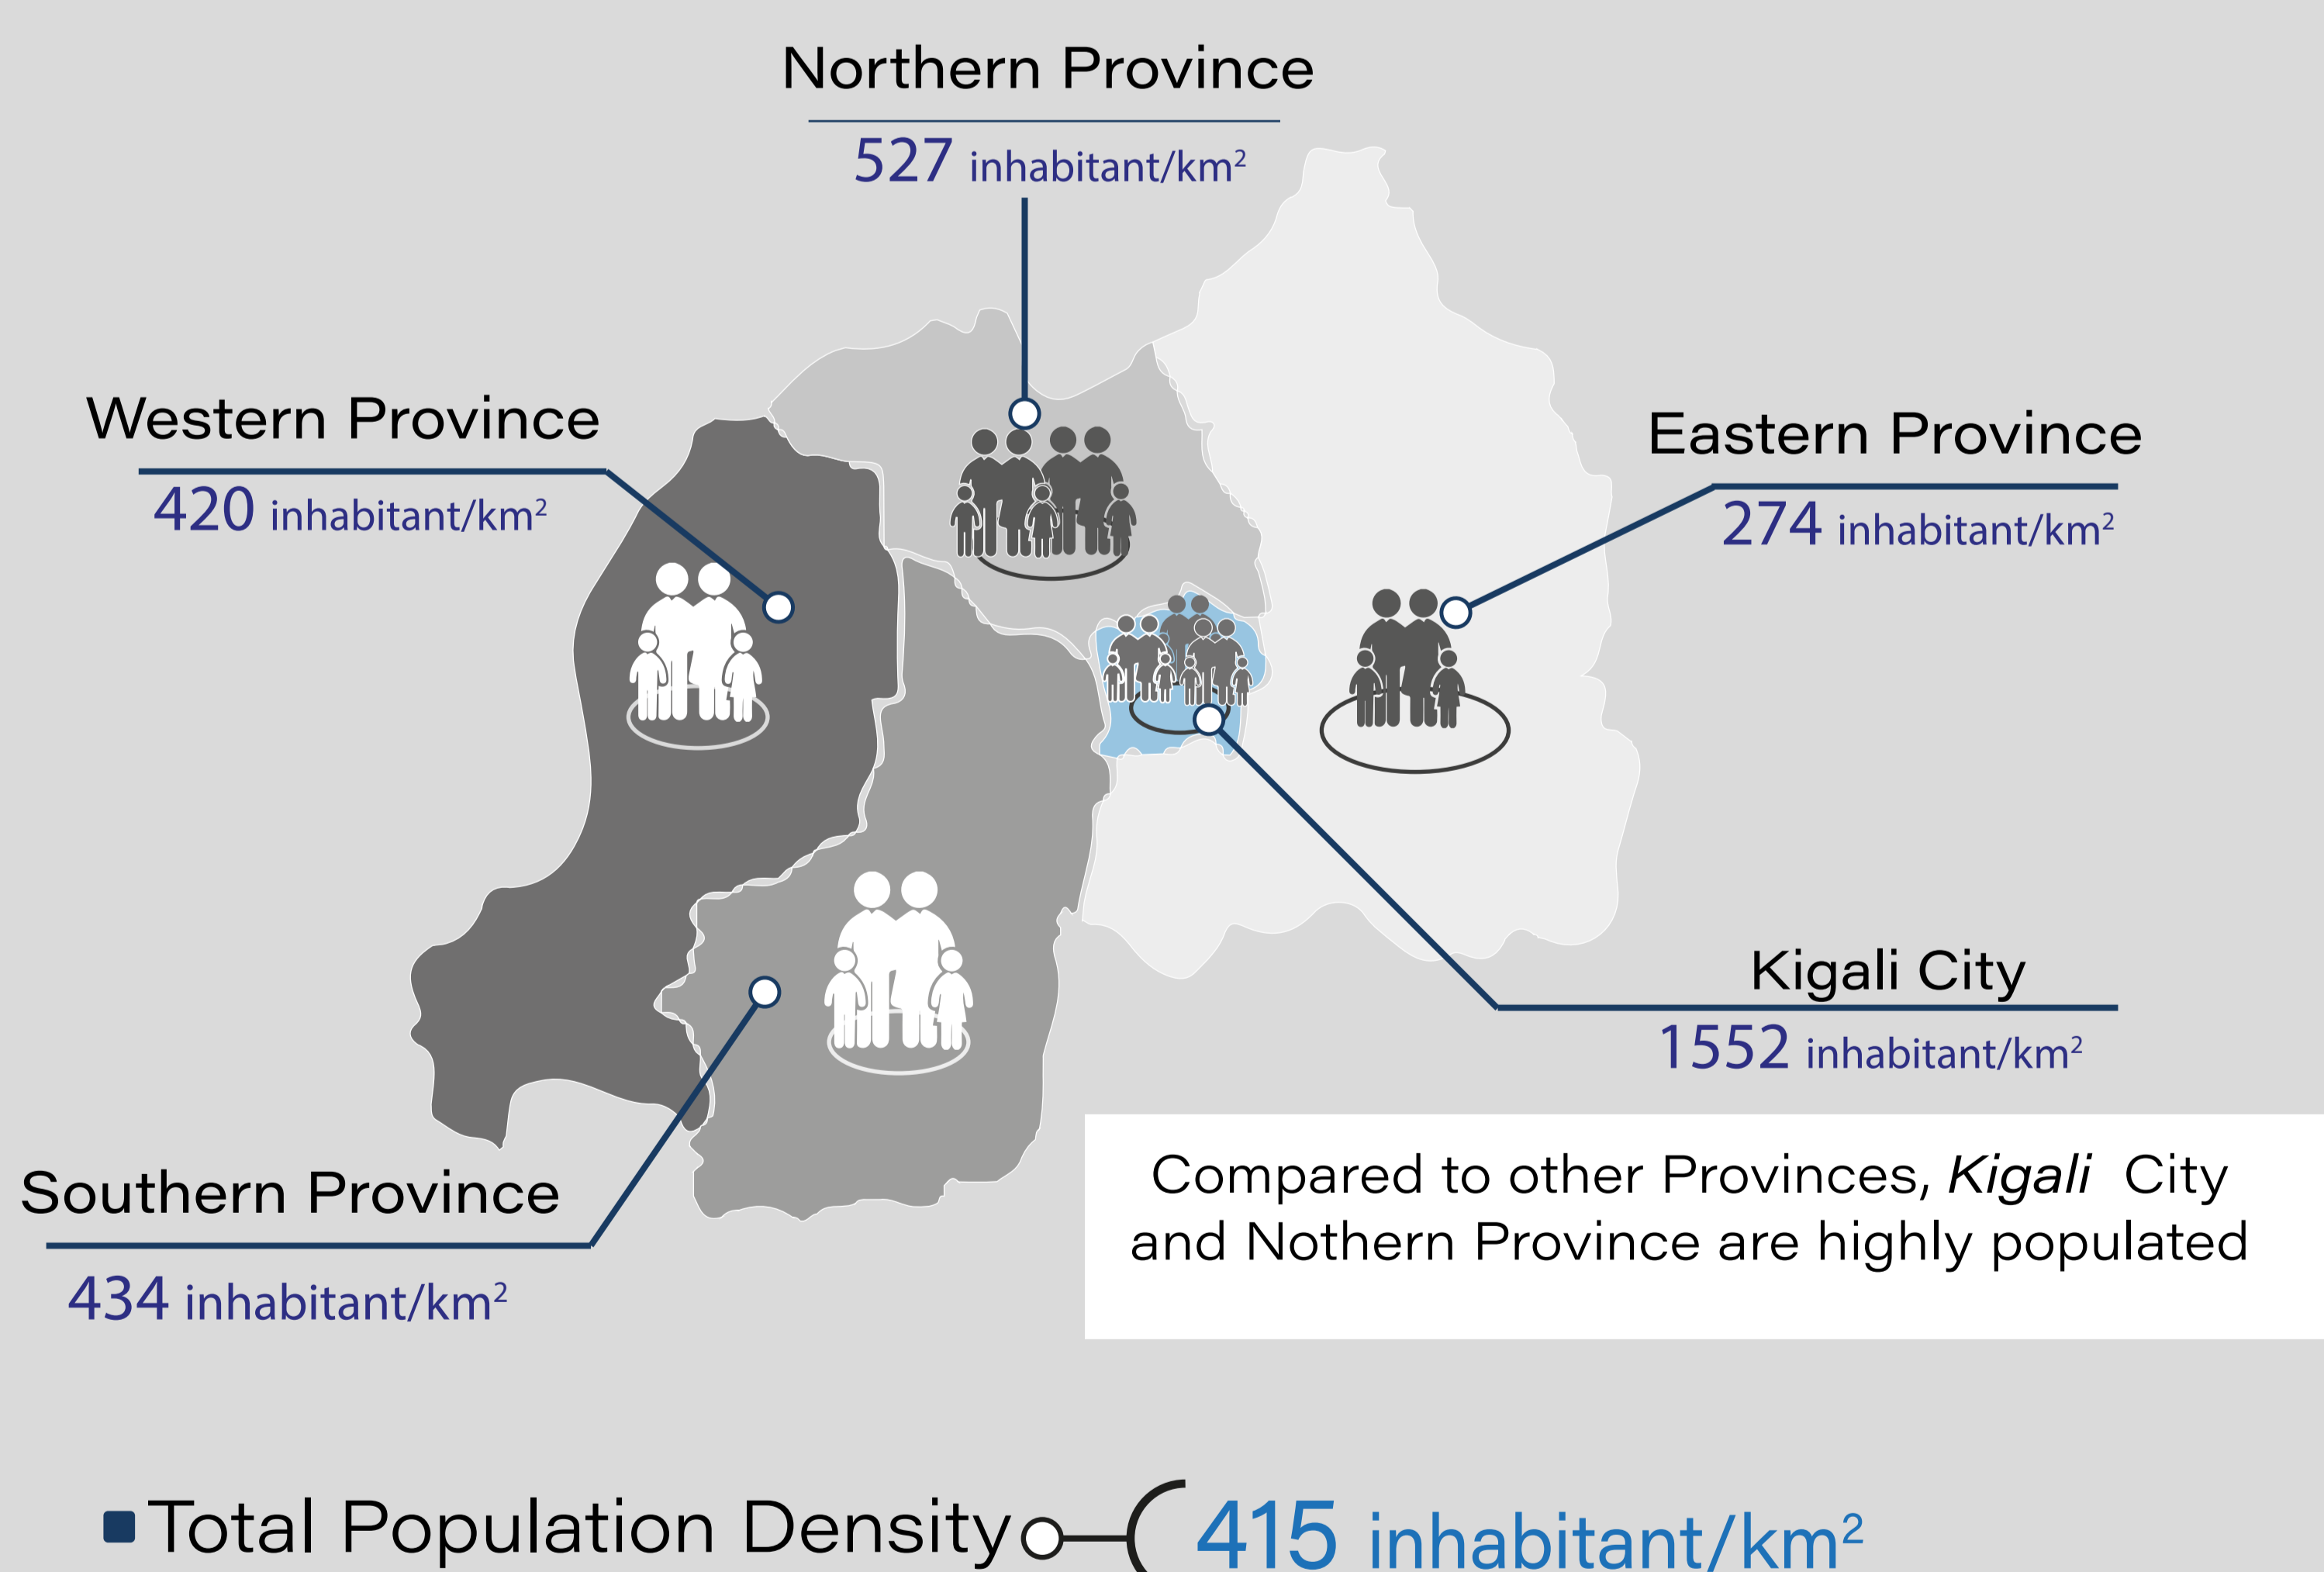 Northern Province
527 inhabitant/km²
Western Province
420 inhabitant/km²
Eastern Province
274 inhabitant/km²
Kigali City
1552 inhabitant/km²
Southern Province
434 inhabitant/km²
Compared to other Provinces, Kigali City
and Nothern Province are highly populated
Total Population Density
415 inhabitant/km²